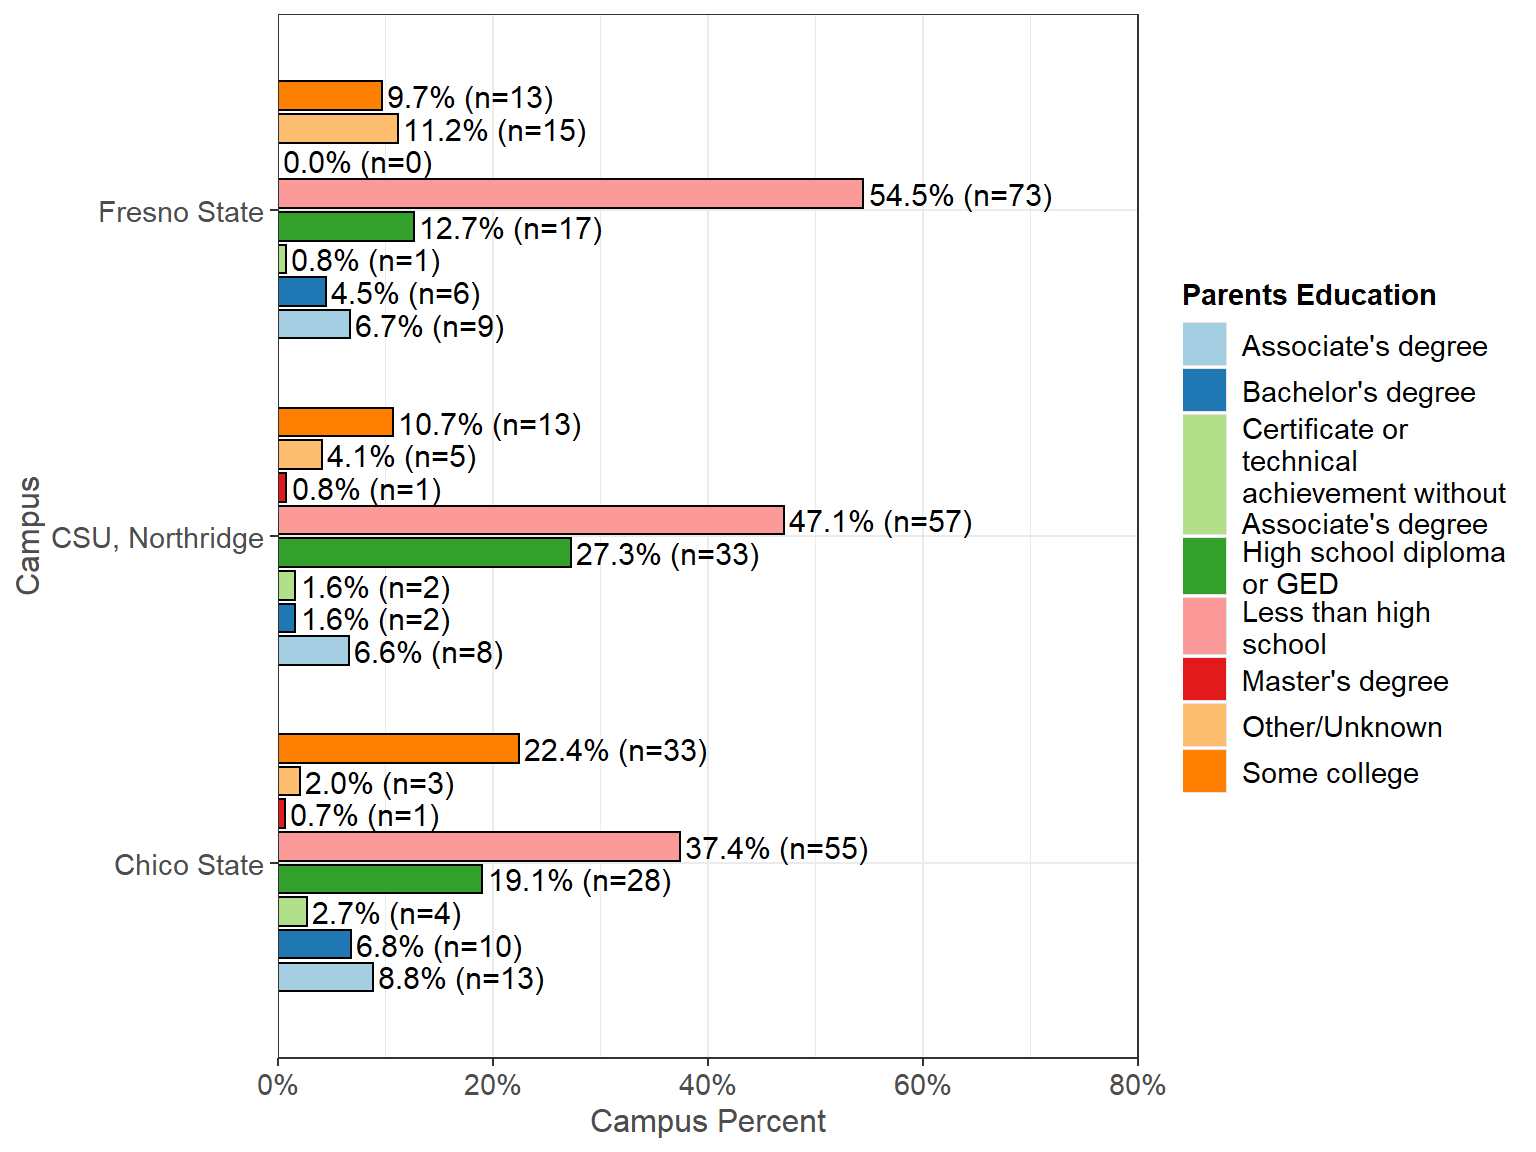 9.7% (n=13)
11.2% (n=15)
0.0% (n=0)
54.5% (n=73)
Fresno State
12.7% (n=17)
0.8% (n=1)
4.5% (n=6)
6.7% (n=9)
10.7% (n=13)
4.1% (n=5)
0.8% (n=1)
47.1% (n=57)
CSU, Northridge
27.3% (n=33)
1.6% (n=2)
1.6% (n=2)
6.6% (n=8)
22.4% (n=33)
2.0% (n=3)
0.7% (n=1)
37.4% (n=55)
Chico State
19.1% (n=28)
2.7% (n=4)
6.8% (n=10)
8.8% (n=13)
Campus
0%
20%
40%
60%
80%
Campus Percent
Parents Education
Associate's degree
Bachelor's degree
Certificate or
technical
achievement without
Associate's degree
High school diploma
or GED
Less than high
school
Master's degree
Other/Unknown
Some college